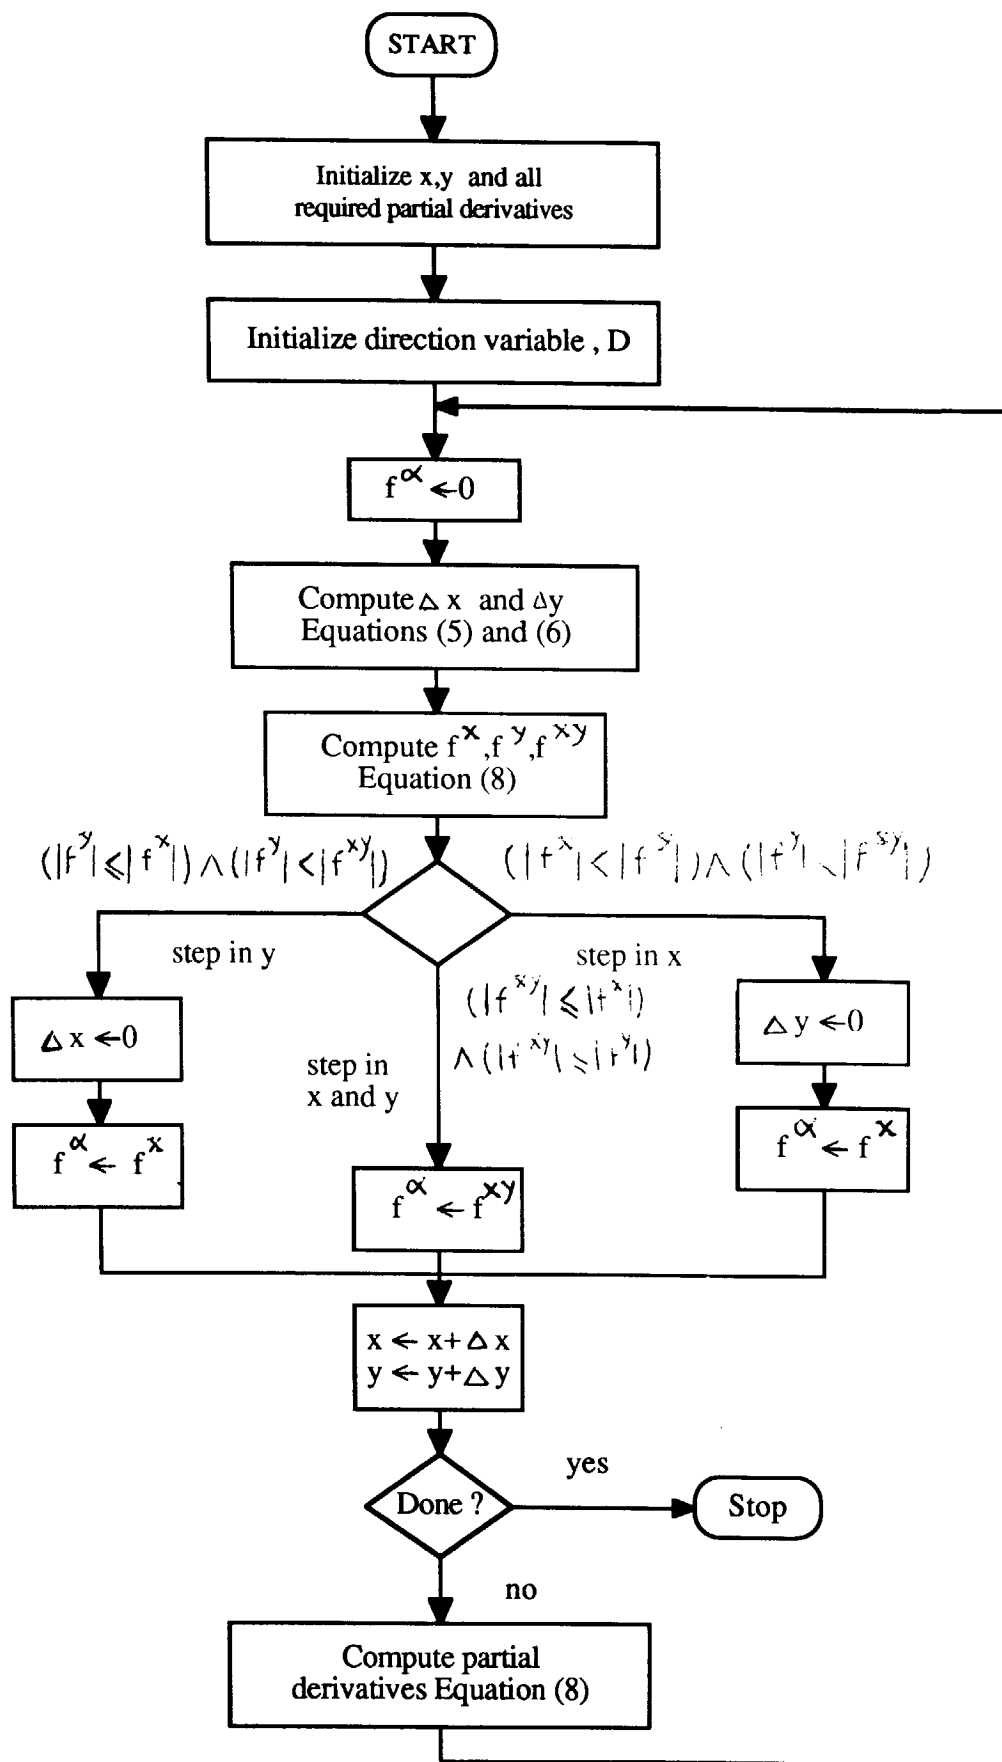 START
Initialize x,y and all
required partial derivatives
Initialize direction variable , D
f^α ←0
Compute Δ x and Δy
Equations (5) and (6)
Compute f^x,f^y,f^xy
Equation (8)
(|f^y| ⩽ |f^x|) ∧ (|f^y| < |f^xy|)
(|f^x| < |f^y|) ∧ (|f^y| |f^xy|)
step in y
step in x
(|f^xy| ⩽ |f^x|)
∧ (|f^xy| ⩽ |f^y|)
Δ x ←0
Δ y ←0
step in
x and y
f^α ← f^x
f^α ← f^x
f^α ← f^xy
x ← x+ Δ x
y ← y+ Δ y
Done ?
yes
Stop
no
Compute partial
derivatives Equation (8)